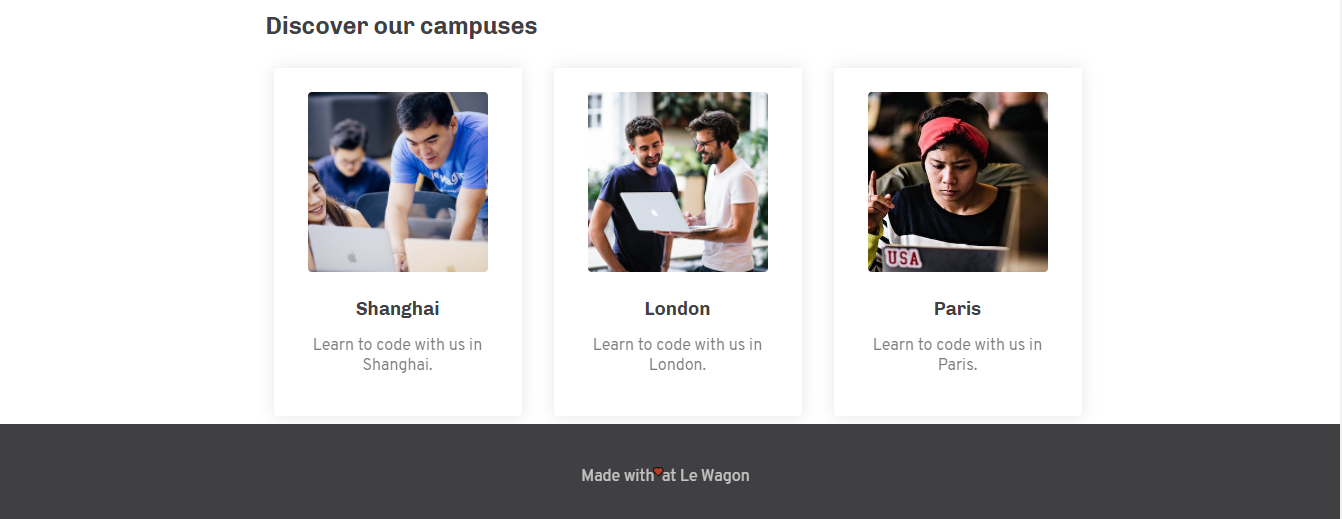 Discover our campuses
USA
Shanghai
London
Paris
Learn to code with us in
Shanghai.
Learn to code with us in
London.
Learn to code with us in
Paris.
Made with❤at Le Wagon